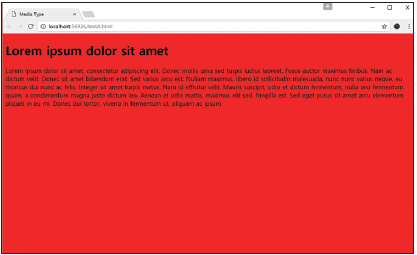 Media Type
localhost:56926/test4.html
Lorem ipsum dolor sit amet
Lorem ipsum dolor sit amet, consectetur adipiscing elit. Donec mollis urna sed turpis luctus laoreet. Fusce auctor maximus finibus. Nam ac
dictum velit. Donec sit amet bibendum erat. Sed varius arcu est. Nullam maximus, libero id sollicitudin malesuada, nunc nunc varius neque, eu
rhoncus dui nunc ac felis. Integer sit amet turpis metus. Nam id efficitur velit. Mauris suscipit, odio et dictum fermentum, nulla orci fermentum
quam, a condimentum magna justo dictum leo. Aenean et odio mattis, maximus elit sed, fringilla est. Sed eget purus sit amet arcu elementum
aliquet in eu mi. Donec dui tortor, viverra in fermentum ut, aliquam ac ipsum.